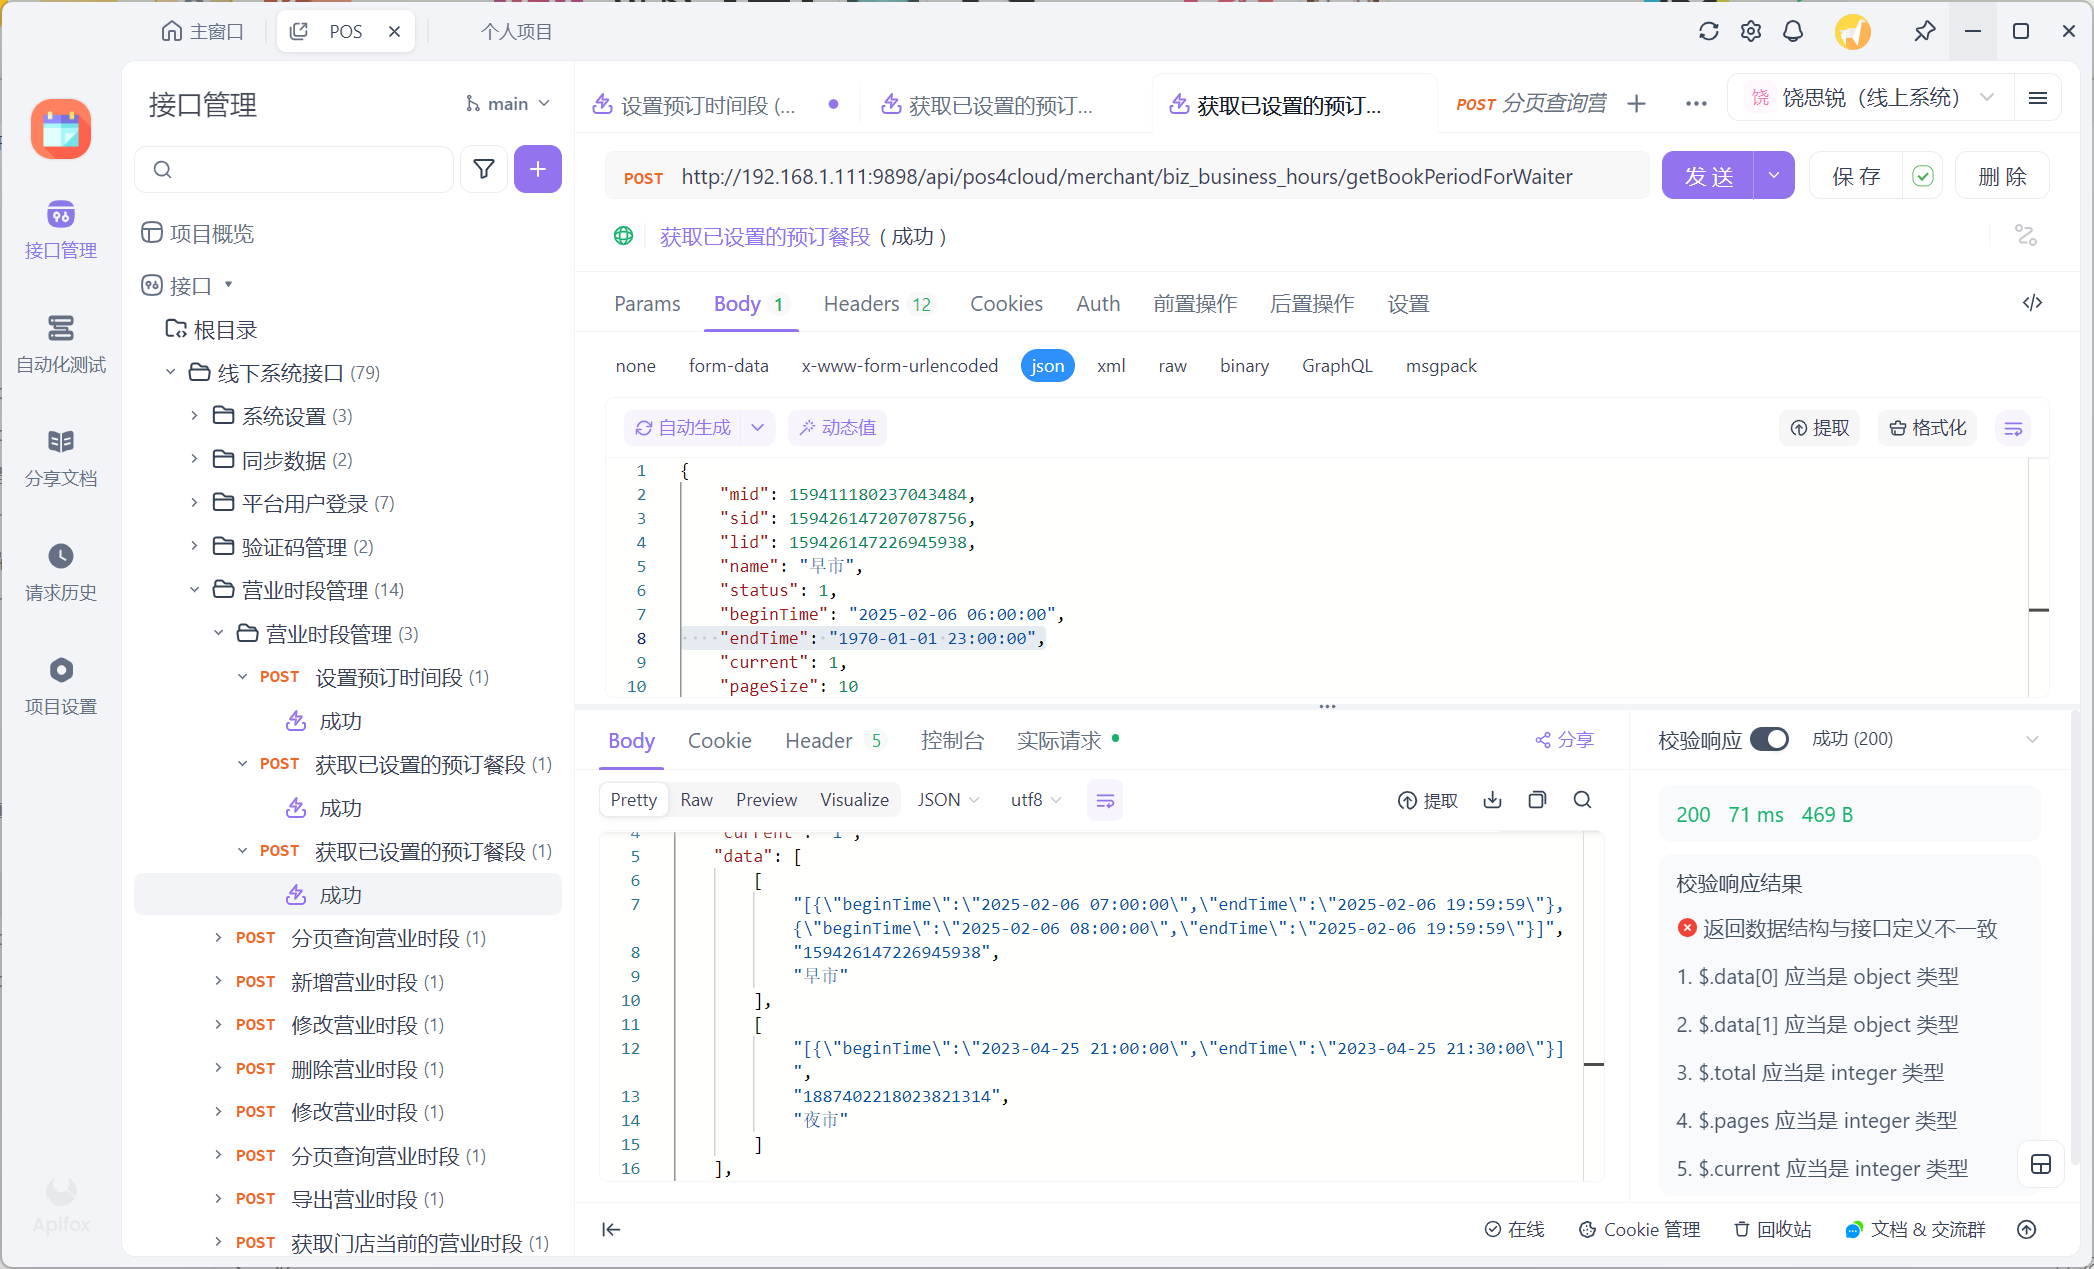 主窗口
POS
个人项目
接口管理
main
设置预订时间段 (...
获取已设置的预订...
获取已设置的预订...
POST 分页查询营
饶 饶思锐（线上系统）
POST http://192.168.1.111:9898/api/pos4cloud/merchant/biz_business_hours/getBookPeriodForWaiter
发 送
保 存
删 除
获取已设置的预订餐段 ( 成功 )
接口管理
自动化测试
分享文档
请求历史
项目设置
Apifox
项目概览
接口
根目录
线下系统接口 (79)
系统设置 (3)
同步数据 (2)
平台用户登录 (7)
验证码管理 (2)
营业时段管理 (14)
营业时段管理 (3)
POST 设置预订时间段 (1)
成功
POST 获取已设置的预订餐段 (1)
成功
POST 获取已设置的预订餐段 (1)
成功
POST 分页查询营业时段 (1)
POST 新增营业时段 (1)
POST 修改营业时段 (1)
POST 删除营业时段 (1)
POST 修改营业时段 (1)
POST 分页查询营业时段 (1)
POST 导出营业时段 (1)
POST 获取门店当前的营业时段 (1)
Params Body 1 Headers 12 Cookies Auth 前置操作 后置操作 设置
none form-data x-www-form-urlencoded json xml raw binary GraphQL msgpack
自动生成 动态值 提取 格式化
1 {
2 "mid": 159411180237043484,
3 "sid": 159426147207078756,
4 "lid": 159426147226945938,
5 "name": "早市",
6 "status": 1,
7 "beginTime": "2025-02-06 06:00:00",
8 "endTime": "1970-01-01 23:00:00",
9 "current": 1,
10 "pageSize": 10
Body Cookie Header 5 控制台 实际请求 分享
Pretty Raw Preview Visualize JSON utf8 提取
4 "current": "1",
5 "data": [
6 [
7 "[{\"beginTime\":\"2025-02-06 07:00:00\",\"endTime\":\"2025-02-06 19:59:59\"},
{\"beginTime\":\"2025-02-06 08:00:00\",\"endTime\":\"2025-02-06 19:59:59\"}]",
8 "159426147226945938",
9 "早市"
10 ],
11 [
12 "[{\"beginTime\":\"2023-04-25 21:00:00\",\"endTime\":\"2023-04-25 21:30:00\"}]
",
13 "1887402218023821314",
14 "夜市"
15 ]
16 ],
校验响应 成功 (200)
200 71 ms 469 B
校验响应结果
返回数据结构与接口定义不一致
1. $.data[0] 应当是 object 类型
2. $.data[1] 应当是 object 类型
3. $.total 应当是 integer 类型
4. $.pages 应当是 integer 类型
5. $.current 应当是 integer 类型
在线 Cookie 管理 回收站 文档 & 交流群